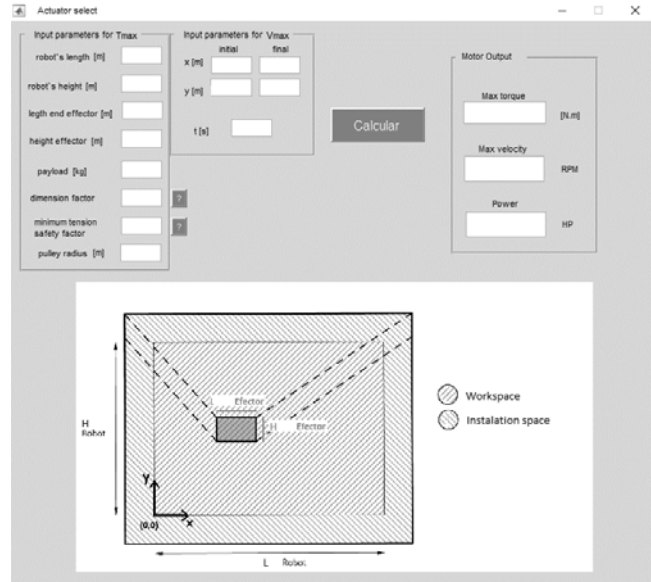 Actuator select
Input parameters for Tmax
robot's length [m]
robot's height [m]
legth end effector [m]
height effector [m]
payload [kg]
dimension factor
?
minimum tension
safety factor
?
pulley radius [m]
Input parameters for Vmax
initial final
x [m]
y [m]
t [s]
Calcular
Motor Output
Max torque
[N.m]
Max velocity
RPM
Power
HP
L Efector
H Efector
H
Robot
Y
(0,0)
x
L Robot
Workspace
Instalation space